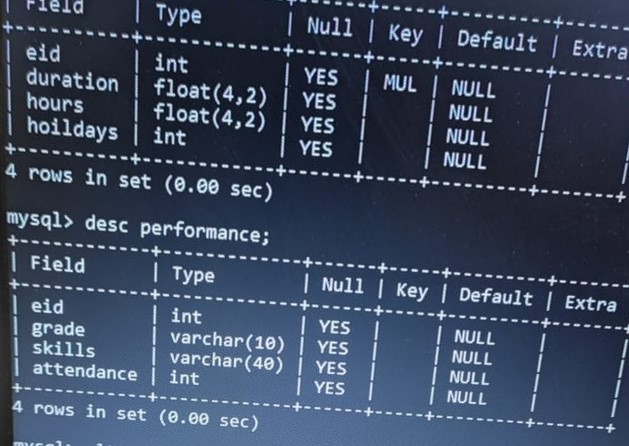 Field | Type | Null | Key | Default | Extra
eid | int | YES | MUL | NULL |
duration | float(4,2) | YES | | NULL |
hours | float(4,2) | YES | | NULL |
hoildays | int | YES | | NULL |
4 rows in set (0.00 sec)
mysql> desc performance;
| Field | Type | Null | Key | Default | Extra
| eid | int | YES | | NULL |
| grade | varchar(10) | YES | | NULL |
| skills | varchar(40) | YES | | NULL |
| attendance | int | YES | | NULL |
4 rows in set (0.00 sec)
mysql>